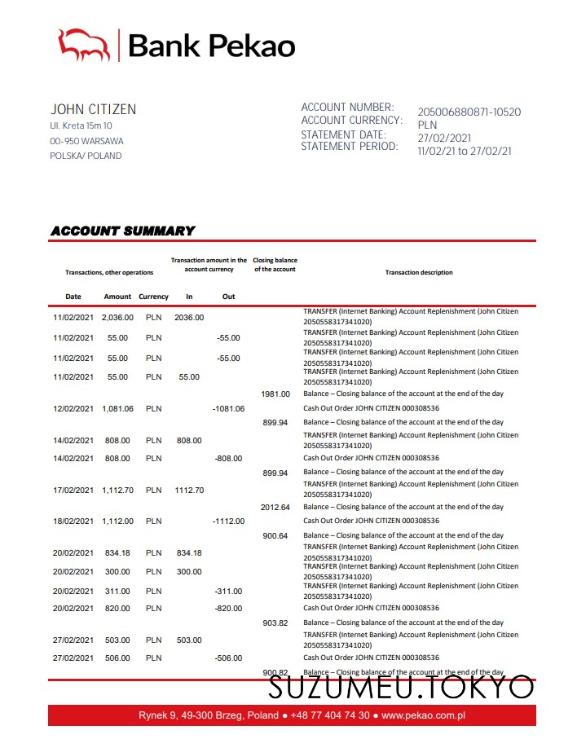 Bank Pekao
JOHN CITIZEN
Ul. Kreta 15m 10
00-950 WARSAWA
POLSKA/ POLAND
ACCOUNT NUMBER: 205006880871-10520
ACCOUNT CURRENCY: PLN
STATEMENT DATE: 27/02/2021
STATEMENT PERIOD: 11/02/21 to 27/02/21
ACCOUNT SUMMARY
Transactions, other operations
Transaction amount in the account currency
Closing balance of the account
Transaction description
Date Amount Currency In Out
11/02/2021 2,036.00 PLN 2036.00 TRANSFER (Internet Banking) Account Replenishment (John Citizen
2050558317341020)
11/02/2021 55.00 PLN -55.00 TRANSFER (Internet Banking) Account Replenishment (John Citizen
2050558317341020)
11/02/2021 55.00 PLN -55.00 TRANSFER (Internet Banking) Account Replenishment (John Citizen
2050558317341020)
11/02/2021 55.00 PLN 55.00 TRANSFER (Internet Banking) Account Replenishment (John Citizen
2050558317341020)
1981.00 Balance – Closing balance of the account at the end of the day
12/02/2021 1,081.06 PLN -1081.06 Cash Out Order JOHN CITIZEN 000308536
899.94 Balance – Closing balance of the account at the end of the day
14/02/2021 808.00 PLN 808.00 TRANSFER (Internet Banking) Account Replenishment (John Citizen
2050558317341020)
14/02/2021 808.00 PLN -808.00 Cash Out Order JOHN CITIZEN 000308536
899.94 Balance – Closing balance of the account at the end of the day
17/02/2021 1,112.70 PLN 1112.70 TRANSFER (Internet Banking) Account Replenishment (John Citizen
2050558317341020)
2012.64 Balance – Closing balance of the account at the end of the day
18/02/2021 1,112.00 PLN -1112.00 Cash Out Order JOHN CITIZEN 000308536
900.64 Balance – Closing balance of the account at the end of the day
20/02/2021 834.18 PLN 834.18 TRANSFER (Internet Banking) Account Replenishment (John Citizen
2050558317341020)
20/02/2021 300.00 PLN 300.00 TRANSFER (Internet Banking) Account Replenishment (John Citizen
2050558317341020)
20/02/2021 311.00 PLN -311.00 TRANSFER (Internet Banking) Account Replenishment (John Citizen
2050558317341020)
20/02/2021 820.00 PLN -820.00 Cash Out Order JOHN CITIZEN 000308536
903.82 Balance – Closing balance of the account at the end of the day
27/02/2021 503.00 PLN 503.00 TRANSFER (Internet Banking) Account Replenishment (John Citizen
2050558317341020)
27/02/2021 506.00 PLN -506.00 Cash Out Order JOHN CITIZEN 000308536
900.82 Balance – Closing balance of the account at the end of the day
SUZUMEU.TOKYO
Rynek 9, 49-300 Brzeg, Poland ● +48 77 404 74 30 ● www.pekao.com.pl